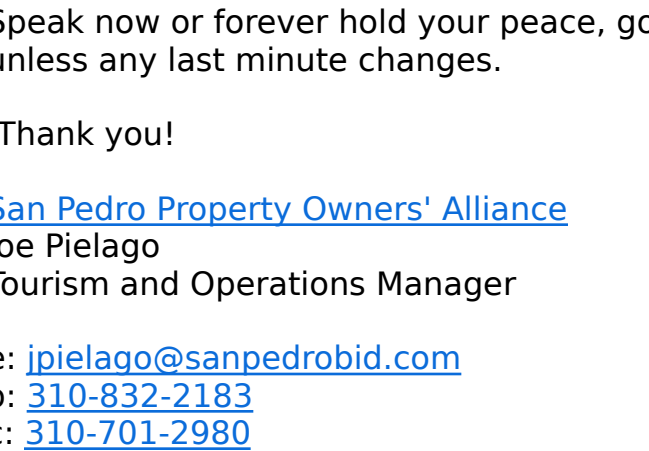 Speak now or forever hold your peace, go
unless any last minute changes.
Thank you!
San Pedro Property Owners' Alliance
oe Pielago
Tourism and Operations Manager
e: jpielago@sanpedrobid.com
p: 310-832-2183
c: 310-701-2980